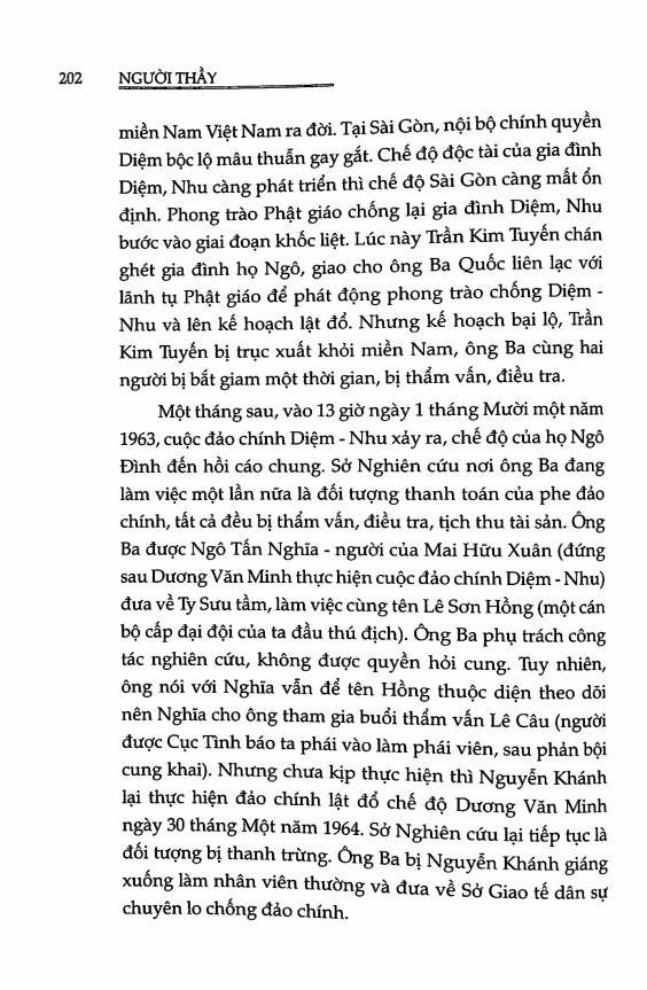 202 NGƯỜI THẦY
miền Nam Việt Nam ra đời. Tại Sài Gòn, nội bộ chính quyền
Diệm bộc lộ mâu thuẫn gay gắt. Chế độ độc tài của gia đình
Diệm, Nhu càng phát triển thì chế độ Sài Gòn càng mất ổn
định. Phong trào Phật giáo chống lại gia đình Diệm, Nhu
bước vào giai đoạn khốc liệt. Lúc này Trần Kim Tuyến chán
ghét gia đình họ Ngô, giao cho ông Ba Quốc liên lạc với
lãnh tụ Phật giáo để phát động phong trào chống Diệm -
Nhu và lên kế hoạch lật đổ. Nhưng kế hoạch bại lộ, Trần
Kim Tuyến bị trục xuất khỏi miền Nam, ông Ba cùng hai
người bị bắt giam một thời gian, bị thẩm vấn, điều tra.
Một tháng sau, vào 13 giờ ngày 1 tháng Mười một năm
1963, cuộc đảo chính Diệm - Nhu xảy ra, chế độ của họ Ngô
Đình đến hồi cáo chung. Sở Nghiên cứu nơi ông Ba đang
làm việc một lần nữa là đối tượng thanh toán của phe đảo
chính, tất cả đều bị thẩm vấn, điều tra, tịch thu tài sản. Ông
Ba được Ngô Tấn Nghĩa - người của Mai Hữu Xuân (đứng
sau Dương Văn Minh thực hiện cuộc đảo chính Diệm - Nhu)
đưa về Ty Sưu tầm, làm việc cùng tên Lê Sơn Hồng (một cán
bộ cấp đại đội của ta đầu thú địch). Ông Ba phụ trách công
tác nghiên cứu, không được quyền hỏi cung. Tuy nhiên,
ông nói với Nghĩa vẫn để tên Hồng thuộc diện theo dõi
nên Nghĩa cho ông tham gia buổi thẩm vấn Lê Câu (người
được Cục Tình báo ta phái vào làm phái viên, sau phản bội
cung khai). Nhưng chưa kịp thực hiện thì Nguyễn Khánh
lại thực hiện đảo chính lật đổ chế độ Dương Văn Minh
ngày 30 tháng Một năm 1964. Sở Nghiên cứu lại tiếp tục là
đối tượng bị thanh trừng. Ông Ba bị Nguyễn Khánh giáng
xuống làm nhân viên thường và đưa về Sở Giao tế dân sự
chuyên lo chống đảo chính.